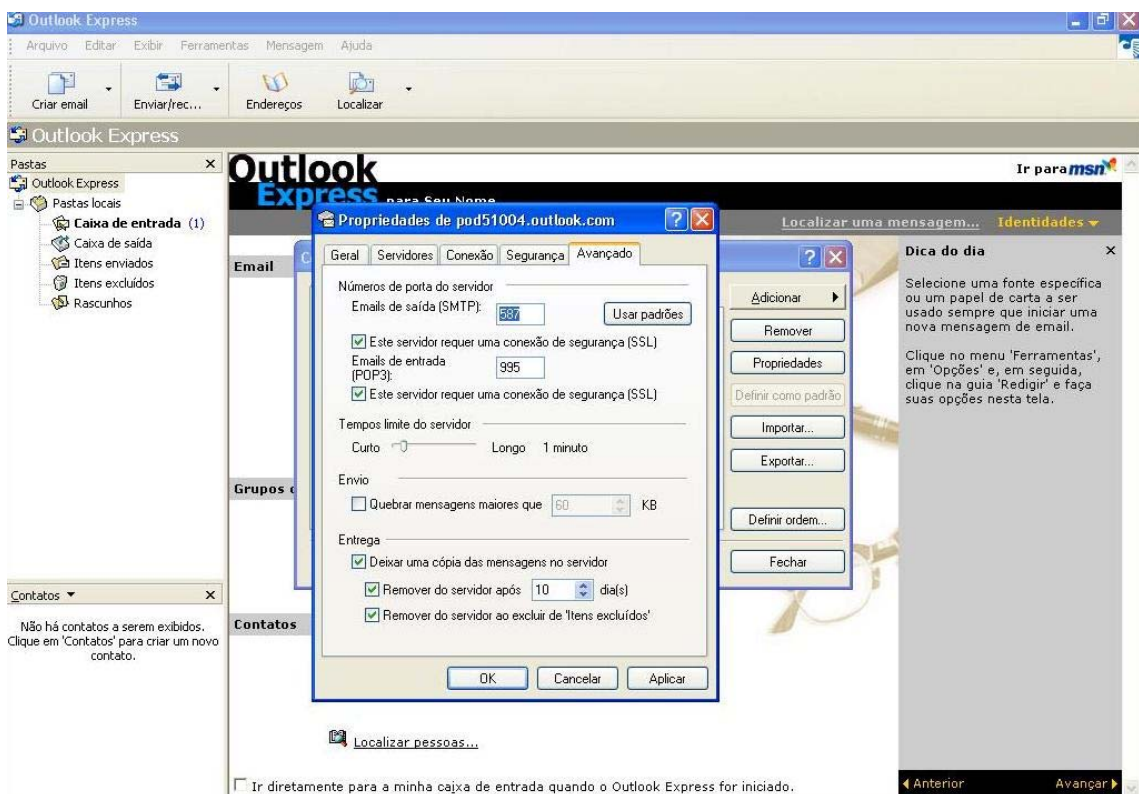 Outlook Express
Arquivo Editar Exibir Ferramentas Mensagem Ajuda
Criar email Enviar/rec... Endereços Localizar
Outlook Express
Pastas
Outlook Express
Pastas locais
Caixa de entrada (1)
Caixa de saída
Itens enviados
Itens excluídos
Rascunhos
Contatos
Não há contatos a serem exibidos.
Clique em 'Contatos' para criar um novo
contato.
Outlook
Express para Seu Nome
Ir para msn
Localizar uma mensagem... Identidades
Email
Grupos
Contatos
Propriedades de pod51004.outlook.com
Geral Servidores Conexão Segurança Avançado
Números de porta do servidor
Emails de saída (SMTP): 587 Usar padrões
Este servidor requer uma conexão de segurança (SSL)
Emails de entrada
(POP3): 995
Este servidor requer uma conexão de segurança (SSL)
Tempos limite do servidor
Curto Longo 1 minuto
Envio
Quebrar mensagens maiores que 60 KB
Entrega
Deixar uma cópia das mensagens no servidor
Remover do servidor após 10 dia(s)
Remover do servidor ao excluir de 'Itens excluídos'
OK Cancelar Aplicar
Adicionar
Remover
Propriedades
Definir como padrão
Importar...
Exportar...
Definir ordem...
Fechar
Localizar pessoas...
Ir diretamente para a minha caixa de entrada quando o Outlook Express for iniciado.
Dica do dia
Selecione uma fonte específica
ou um papel de carta a ser
usado sempre que iniciar uma
nova mensagem de email.
Clique no menu 'Ferramentas',
em 'Opções' e, em seguida,
clique na guia 'Redigir' e faça
suas opções nesta tela.
Anterior Avançar